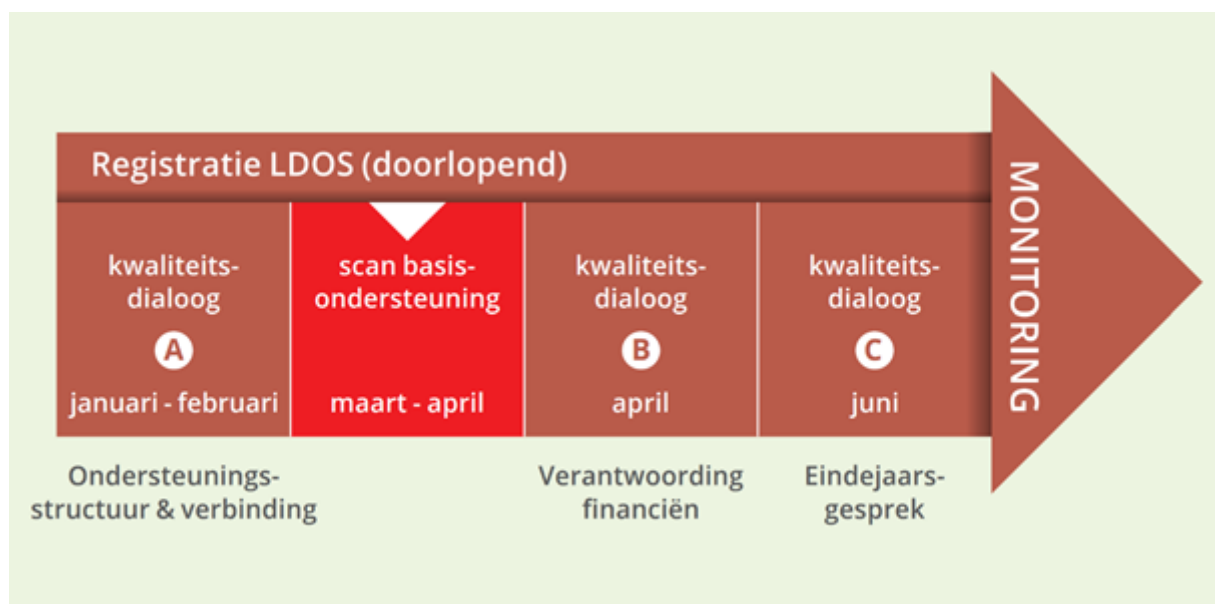 Registratie LDOS (doorlopend)
kwaliteits-
dialoog
A
januari - februari
Ondersteunings-
structuur & verbinding
scan basis-
ondersteuning
maart - april
kwaliteits-
dialoog
B
april
Verantwoording
financiën
kwaliteits-
dialoog
C
juni
Eindejaars-
gesprek
MONITORING